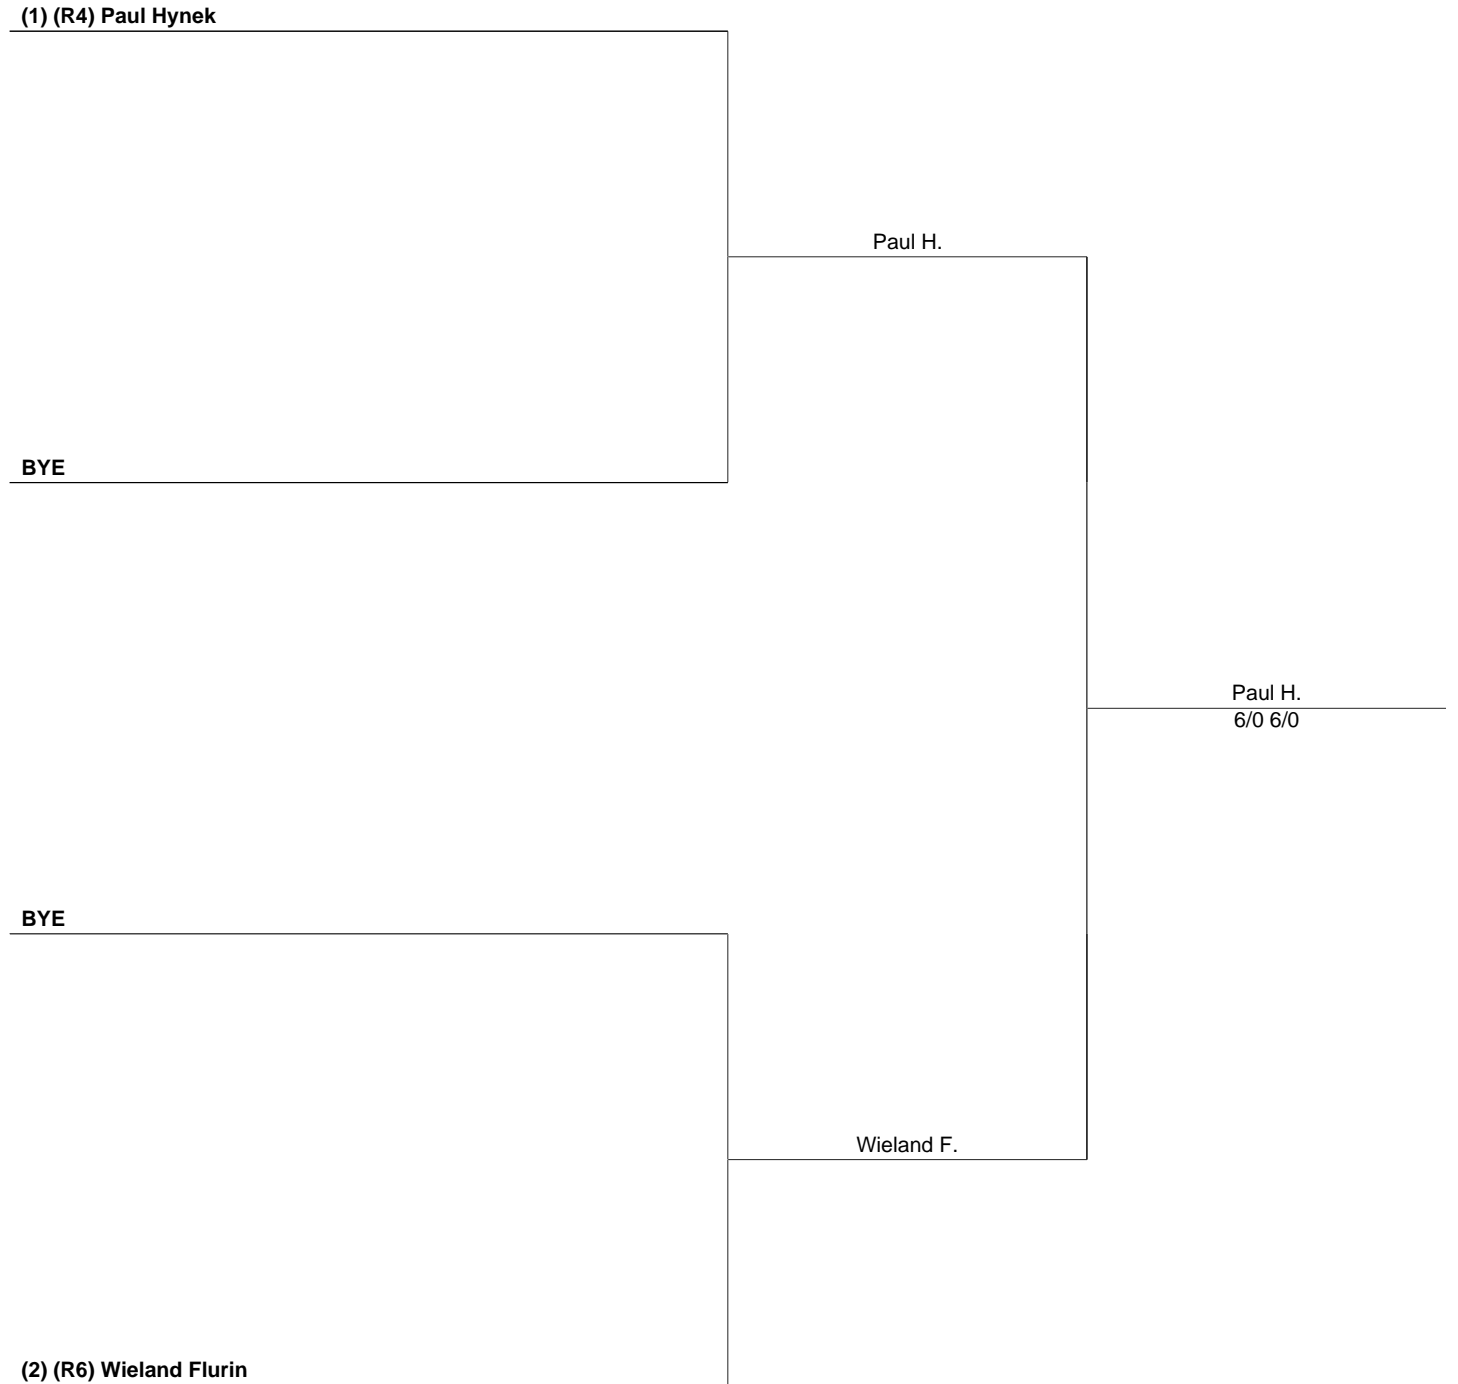 (1) (R4) Paul Hynek
Paul H.
BYE
Paul H.
6/0 6/0
BYE
Wieland F.
(2) (R6) Wieland Flurin